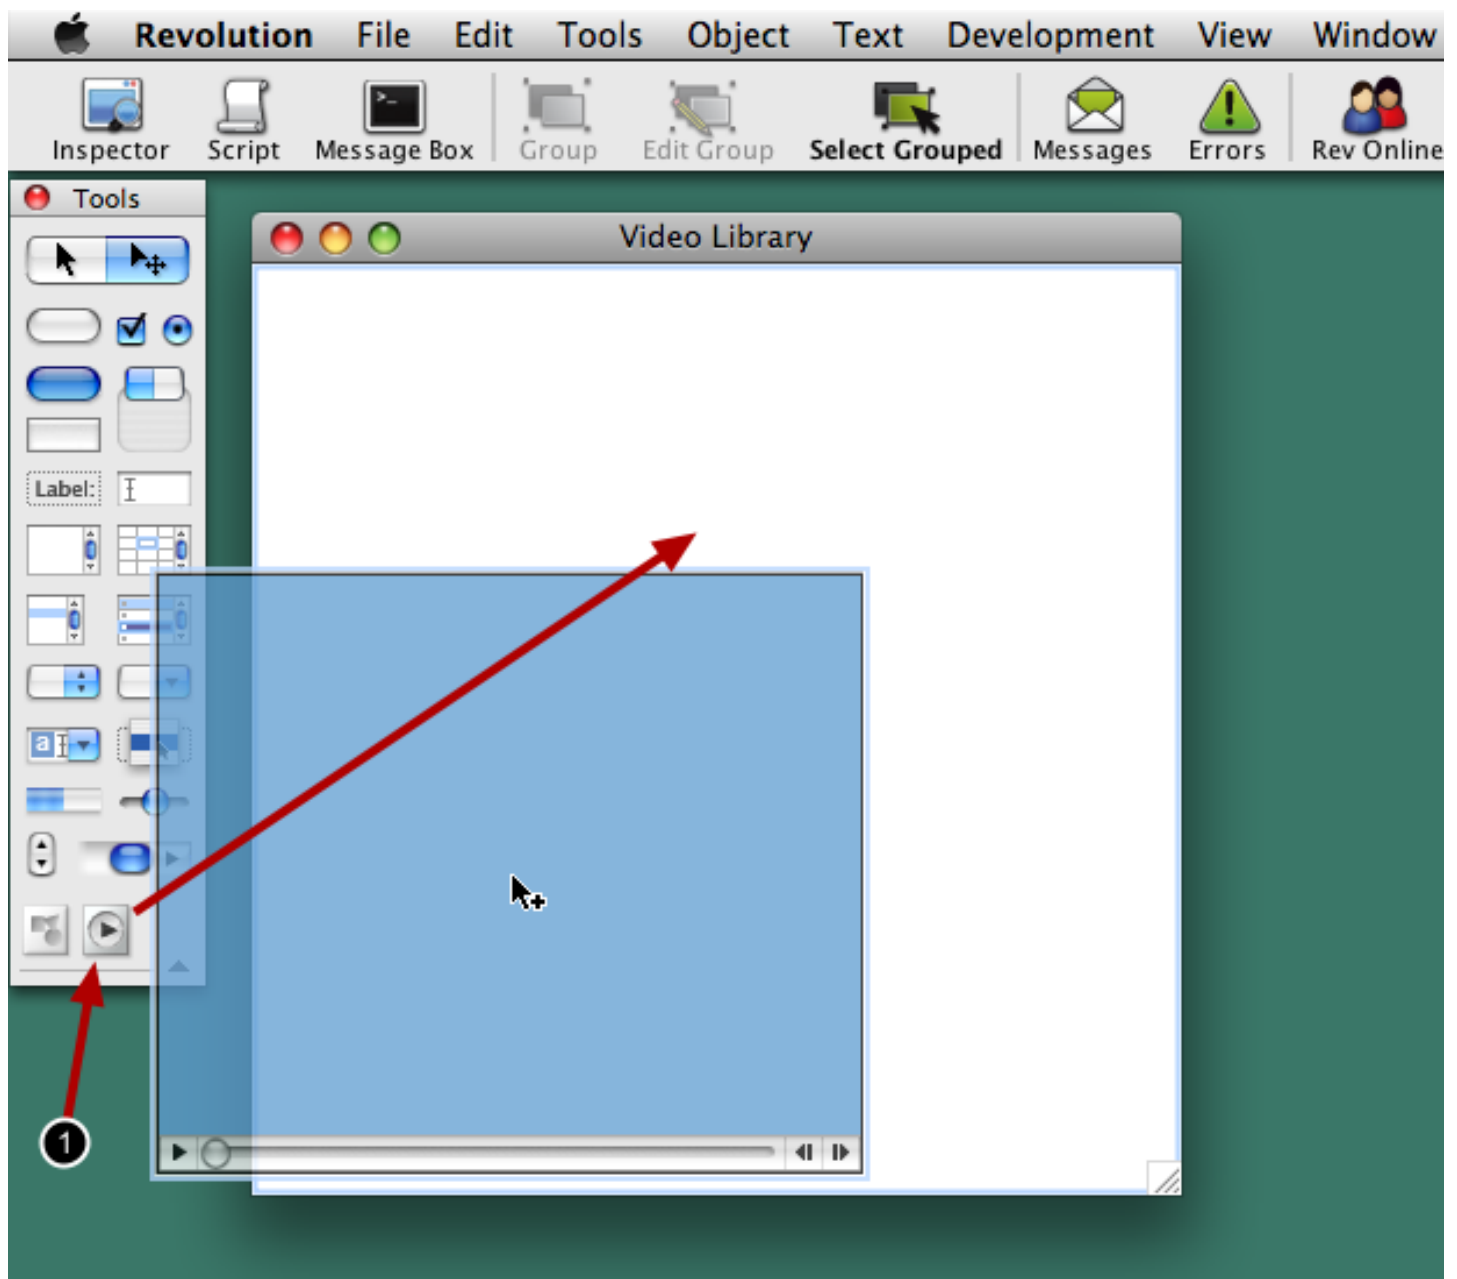 Revolution File Edit Tools Object Text Development View Window
Inspector Script Message Box Group Edit Group Select Grouped Messages Errors Rev Online
Tools
Video Library
Label:
a
1